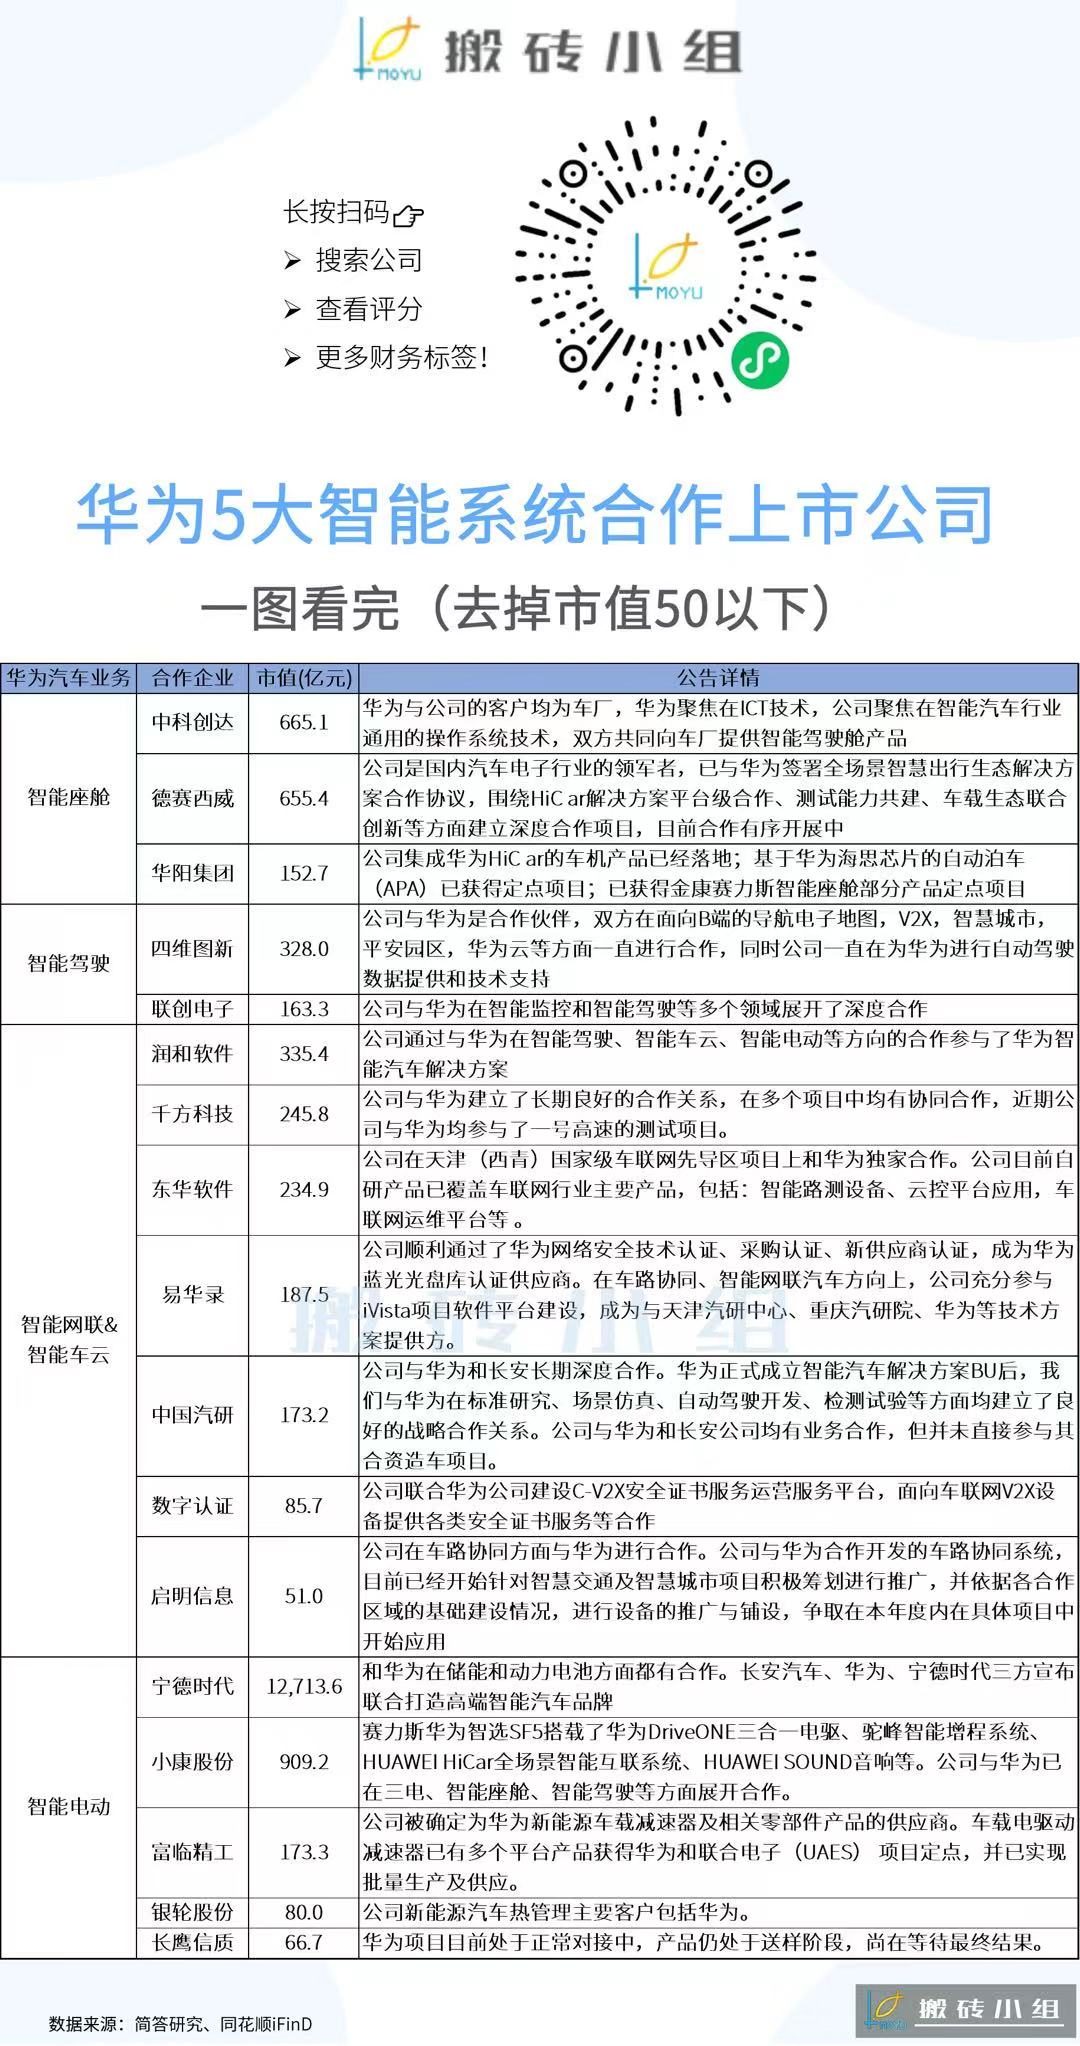 MOYU 搬砖小组
长按扫码
搜索公司
查看评分
更多财务标签！
MOYU
华为5大智能系统合作上市公司
一图看完（去掉市值50以下）
华为汽车业务 合作企业 市值(亿元) 公告详情
智能座舱
中科创达 665.1
华为与公司的客户均为车厂，华为聚焦在ICT技术，公司聚焦在智能汽车行业
通用的操作系统技术，双方共同向车厂提供智能驾驶舱产品
德赛西威 655.4
公司是国内汽车电子行业的领军者，已与华为签署全场景智慧出行生态解决方
案合作协议，围绕HiC ar解决方案平台级合作、测试能力共建、车载生态联合
创新等方面建立深度合作项目，目前合作有序开展中
华阳集团 152.7
公司集成华为HiC ar的车机产品已经落地；基于华为海思芯片的自动泊车
（APA）已获得定点项目；已获得金康赛力斯智能座舱部分产品定点项目
智能驾驶
四维图新 328.0
公司与华为是合作伙伴，双方在面向B端的导航电子地图，V2X，智慧城市，
平安园区，华为云等方面一直进行合作，同时公司一直在为华为进行自动驾驶
数据提供和技术支持
联创电子 163.3 公司与华为在智能监控和智能驾驶等多个领域展开了深度合作
智能网联&
智能车云
润和软件 335.4
公司通过与华为在智能驾驶、智能车云、智能电动等方向的合作参与了华为智
能汽车解决方案
千方科技 245.8
公司与华为建立了长期良好的合作关系，在多个项目中均有协同合作，近期公
司与华为均参与了一号高速的测试项目。
东华软件 234.9
公司在天津（西青）国家级车联网先导区项目上和华为独家合作。公司目前自
研产品已覆盖车联网行业主要产品，包括：智能路测设备、云控平台应用，车
联网运维平台等 。
易华录 187.5
公司顺利通过了华为网络安全技术认证、采购认证、新供应商认证，成为华为
蓝光光盘库认证供应商。在车路协同、智能网联汽车方向上，公司充分参与
iVista项目软件平台建设，成为与天津汽研中心、重庆汽研院、华为等技术方
案提供方。
搬砖小组
中国汽研 173.2
公司与华为和长安长期深度合作。华为正式成立智能汽车解决方案BU后，我
们与华为在标准研究、场景仿真、自动驾驶开发、检测试验等方面均建立了良
好的战略合作关系。公司与华为和长安公司均有业务合作，但并未直接参与其
合资造车项目。
数字认证 85.7
公司联合华为公司建设C-V2X安全证书服务运营服务平台，面向车联网V2X设
备提供各类安全证书服务等合作
启明信息 51.0
公司在车路协同方面与华为进行合作。公司与华为合作开发的车路协同系统，
目前已经开始针对智慧交通及智慧城市项目积极筹划进行推广，并依据各合作
区域的基础建设情况，进行设备的推广与铺设，争取在本年度内在具体项目中
开始应用
智能电动
宁德时代 12,713.6
和华为在储能和动力电池方面都有合作。长安汽车、华为、宁德时代三方宣布
联合打造高端智能汽车品牌
小康股份 909.2
赛力斯华为智选SF5搭载了华为DriveONE三合一电驱、驼峰智能增程系统、
HUAWEI HiCar全场景智能互联系统、HUAWEI SOUND音响等。公司与华为已
在三电、智能座舱、智能驾驶等方面展开合作。
富临精工 173.3
公司被确定为华为新能源车载减速器及相关零部件产品的供应商。车载电驱动
减速器已有多个平台产品获得华为和联合电子（UAES） 项目定点，并已实现
批量生产及供应。
银轮股份 80.0 公司新能源汽车热管理主要客户包括华为。
长鹰信质 66.7 华为项目目前处于正常对接中，产品仍处于送样阶段，尚在等待最终结果。
数据来源：简答研究、同花顺iFinD
MOYU 搬砖小组